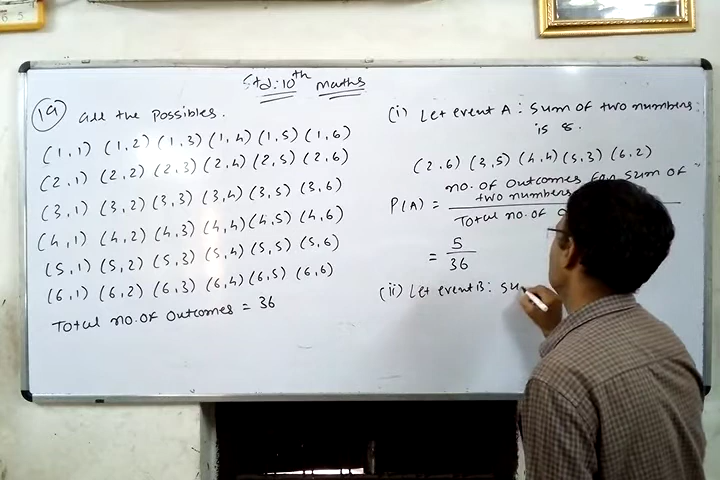 Std: 10th maths
19) all the possibles.
(1,1) (1,2) (1,3) (1,4) (1,5) (1,6)
(2,1) (2,2) (2,3) (2,4) (2,5) (2,6)
(3,1) (3,2) (3,3) (3,4) (3,5) (3,6)
(4,1) (4,2) (4,3) (4,4) (4,5) (4,6)
(5,1) (5,2) (5,3) (5,4) (5,5) (5,6)
(6,1) (6,2) (6,3) (6,4) (6,5) (6,6)
Total no. of outcomes = 36
(i) Let event A: sum of two numbers
is 8.
(2,6) (3,5) (4,4) (5,3) (6,2)
no. of outcomes for sum of
two numbers
P(A) =
Total no. of
= 5/36
(ii) Let event B: su